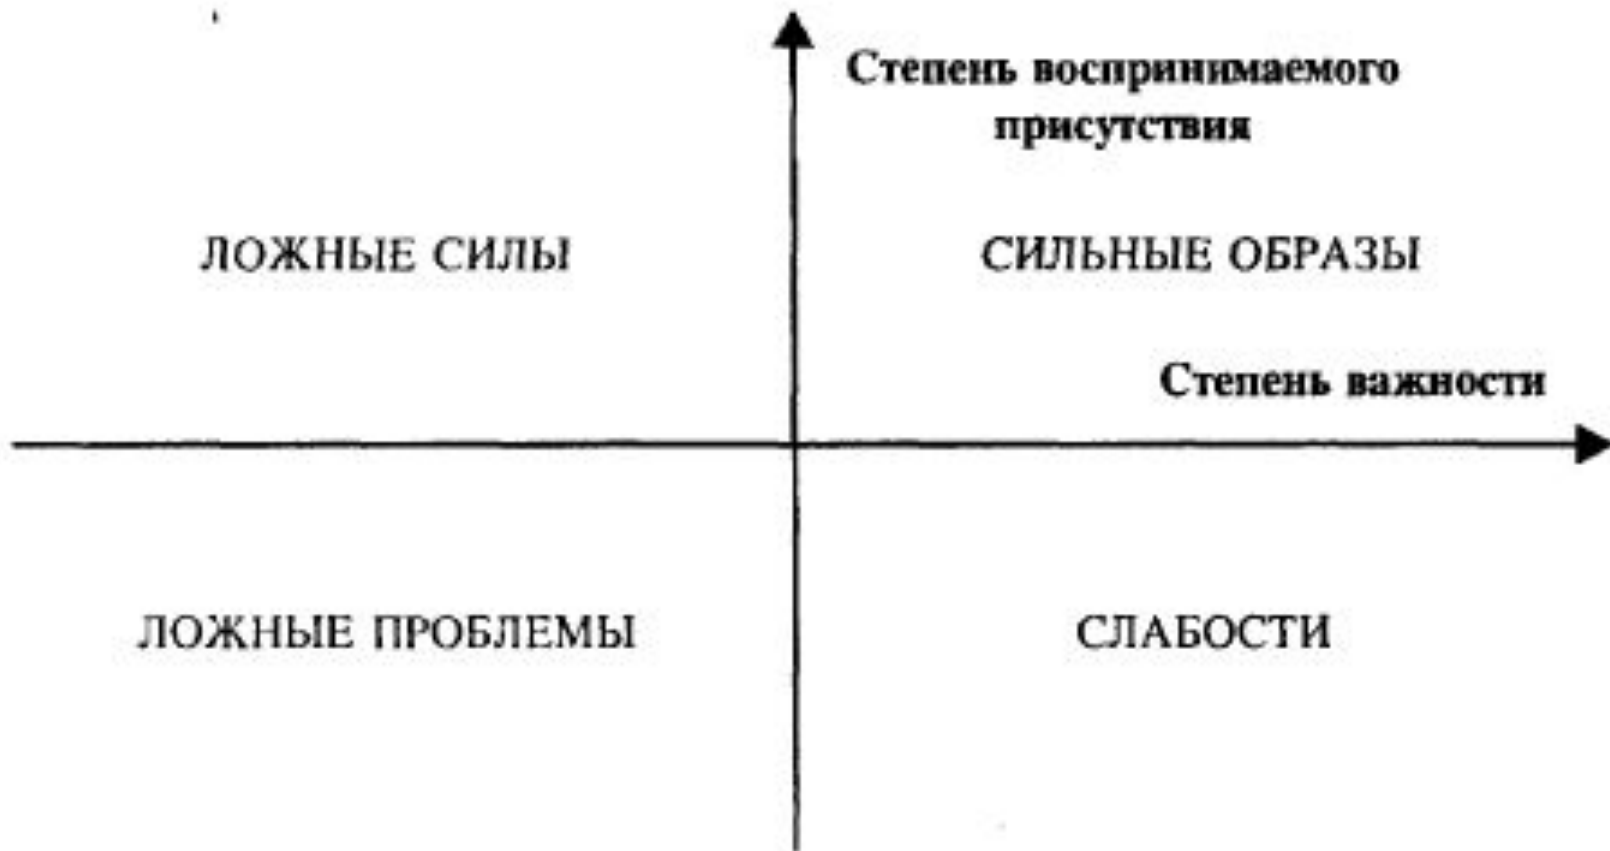 Степень воспринимаемого
присутствия
ЛОЖНЫЕ СИЛЫ
СИЛЬНЫЕ ОБРАЗЫ
Степень важности
ЛОЖНЫЕ ПРОБЛЕМЫ
СЛАБОСТИ